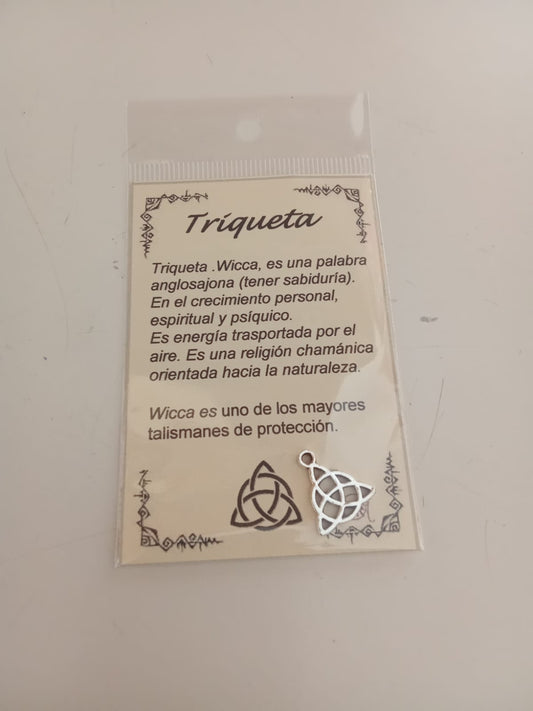 Triqueta
Triqueta .Wicca, es una palabra
anglosajona (tener sabiduría).
En el crecimiento personal,
espiritual y psíquico.
Es energía trasportada por el
aire. Es una religión chamánica
orientada hacia la naturaleza.
Wicca es uno de los mayores
talismanes de protección.